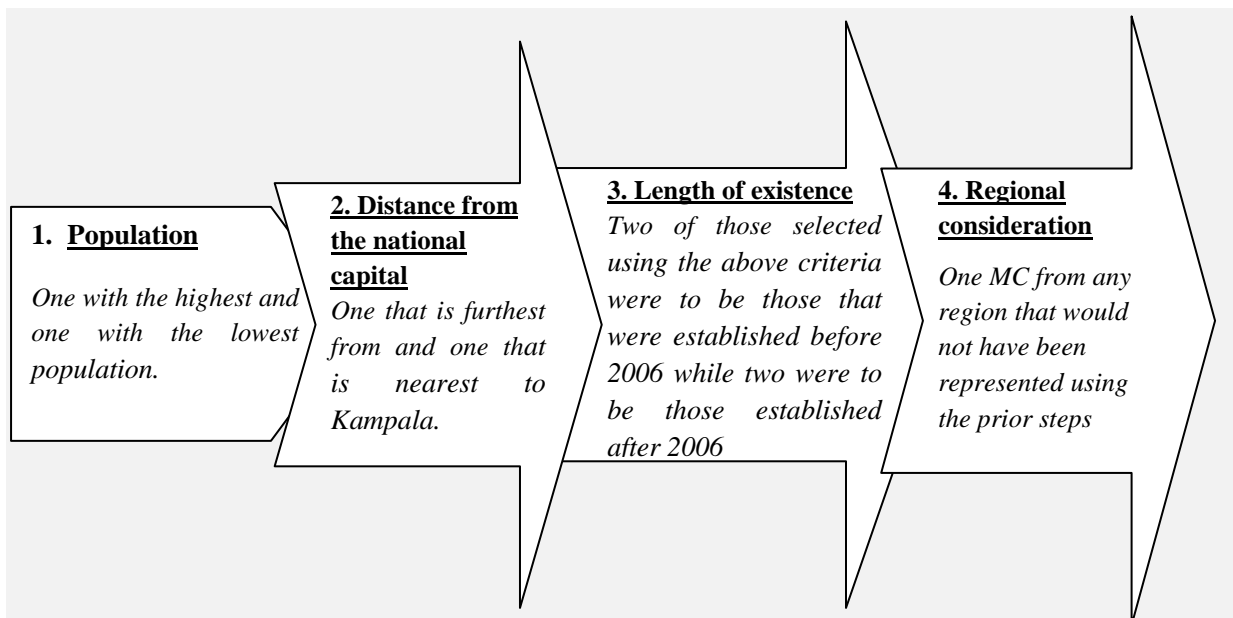 1. Population
One with the highest and
one with the lowest
population.
2. Distance from
the national
capital
One that is furthest
from and one that
is nearest to
Kampala.
3. Length of existence
Two of those selected
using the above criteria
were to be those that
were established before
2006 while two were to
be those established
after 2006
4. Regional
consideration
One MC from any
region that would
not have been
represented using
the prior steps